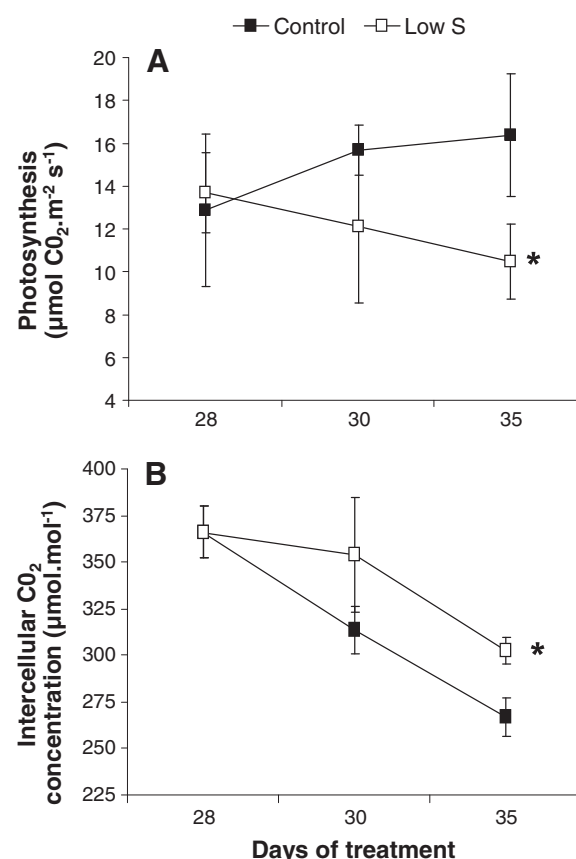 Control Low S
A
20
18
16
14
12
10
8
6
4
Photosynthesis
(µmol C0₂.m⁻² s⁻¹)
*
28 30 35
B
400
375
350
325
300
275
250
225
Intercellular C0₂
concentration (µmol.mol⁻¹)
*
28 30 35
Days of treatment